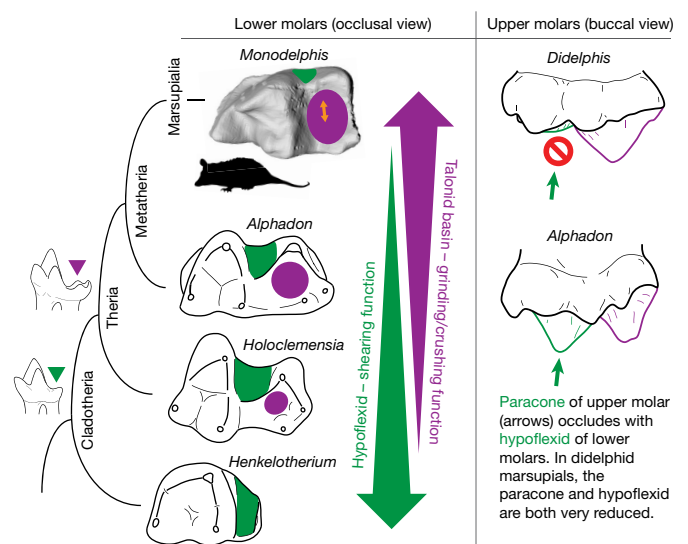 Lower molars (occlusal view)
Upper molars (buccal view)
Monodelphis
Didelphis
Marsupialia
Metatheria
Alphadon
Alphadon
Theria
Holoclemensia
Cladotheria
Henkelotherium
Hypoflexid – shearing function
Talonid basin – grinding/crushing function
Paracone of upper molar
(arrows) occludes with
hypoflexid of lower
molars. In didelphid
marsupials, the
paracone and hypoflexid
are both very reduced.